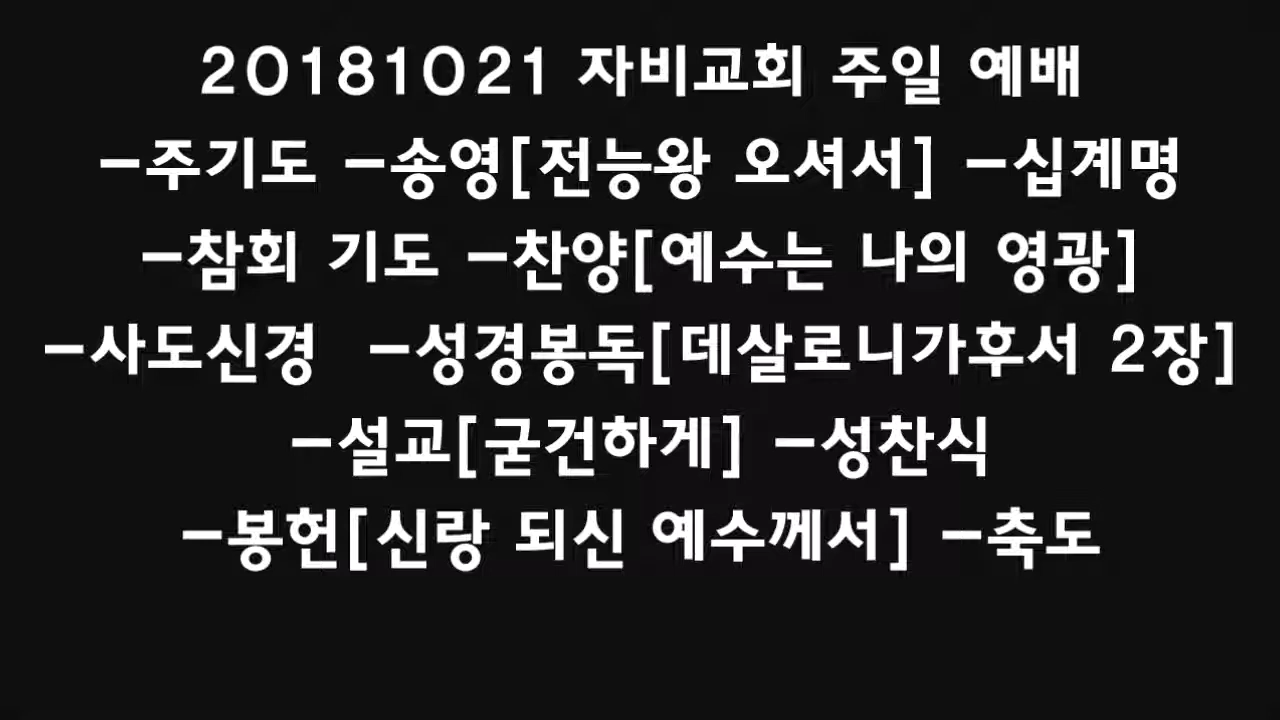 20181021 자비교회 주일 예배
-주기도 -송영[전능왕 오셔서] -십계명
-참회 기도 -찬양[예수는 나의 영광]
-사도신경 -성경봉독[데살로니가후서 2장]
-설교[굳건하게] -성찬식
-봉헌[신랑 되신 예수께서] -축도